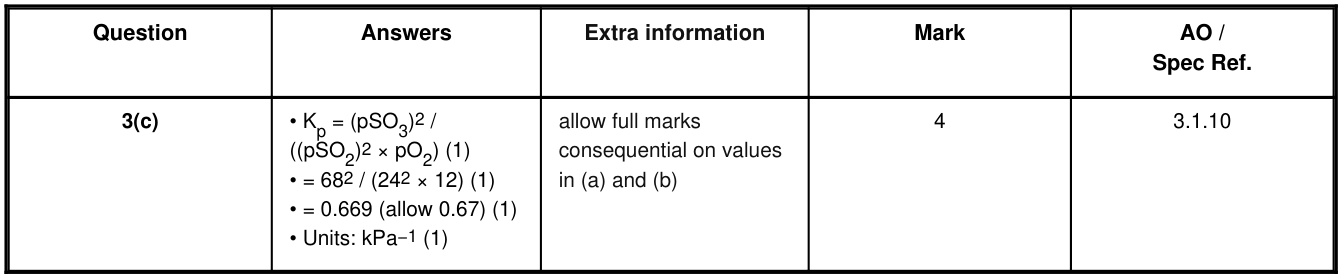 Question Answers Extra information Mark AO /
Spec Ref.
3(c) • Kp = (pSO3)2 / allow full marks 4 3.1.10
((pSO2)2 × pO2) (1) consequential on values
• = 682 / (242 × 12) (1) in (a) and (b)
• = 0.669 (allow 0.67) (1)
• Units: kPa−1 (1)